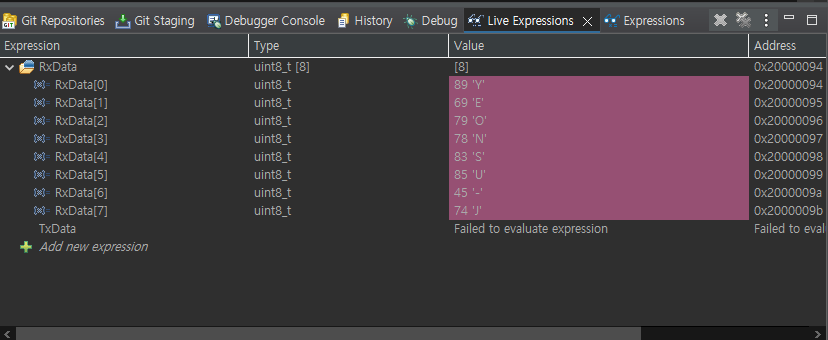 Git Repositories Git Staging Debugger Console History Debug Live Expressions Expressions
Expression Type Value Address
RxData uint8_t [8] [8] 0x20000094
RxData[0] uint8_t 89 'Y' 0x20000094
RxData[1] uint8_t 69 'E' 0x20000095
RxData[2] uint8_t 79 'O' 0x20000096
RxData[3] uint8_t 78 'N' 0x20000097
RxData[4] uint8_t 83 'S' 0x20000098
RxData[5] uint8_t 85 'U' 0x20000099
RxData[6] uint8_t 45 '-' 0x2000009a
RxData[7] uint8_t 74 'J' 0x2000009b
TxData Failed to evaluate expression Failed to eval
Add new expression